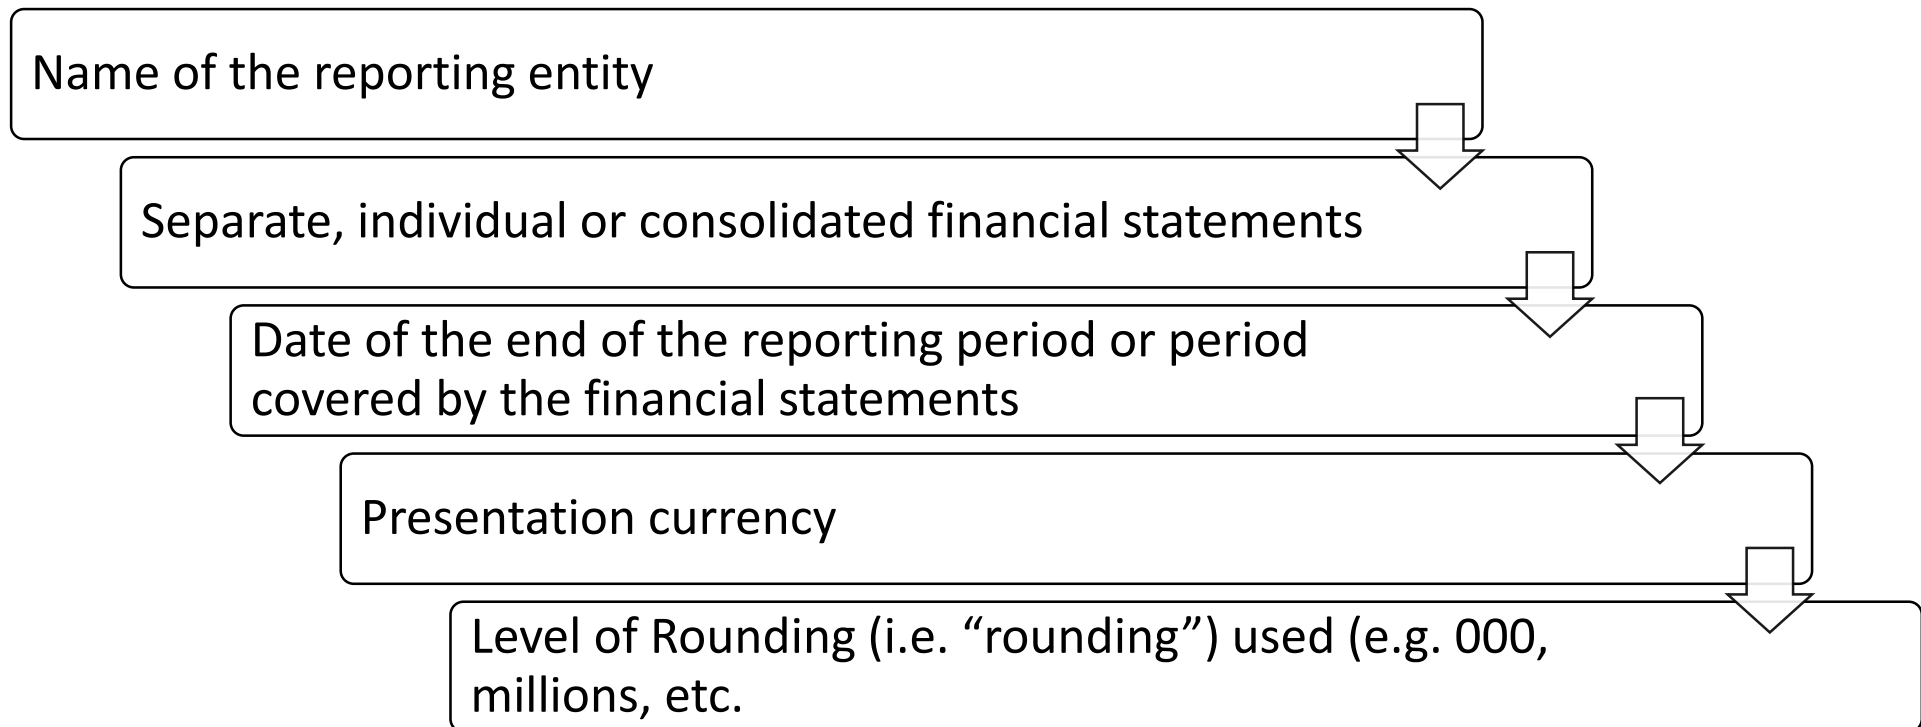 Name of the reporting entity
Separate, individual or consolidated financial statements
Date of the end of the reporting period or period
covered by the financial statements
Presentation currency
Level of Rounding (i.e. “rounding”) used (e.g. 000,
millions, etc.